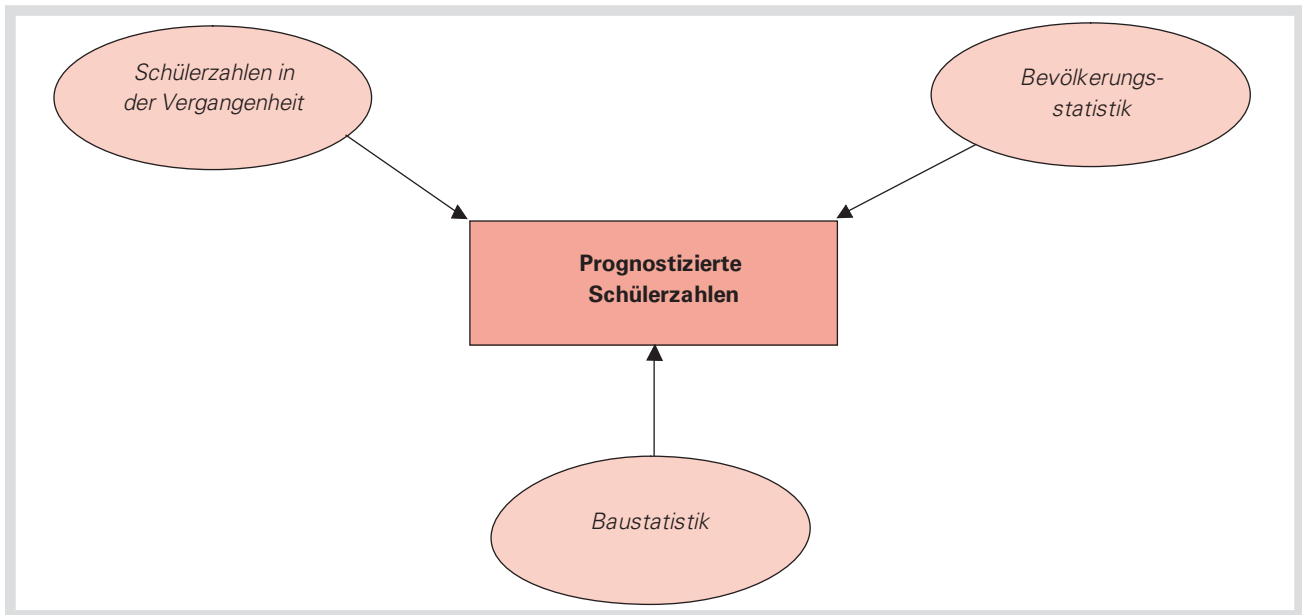 Schülerzahlen in
der Vergangenheit
Bevölkerungs-
statistik
Prognostizierte
Schülerzahlen
Baustatistik